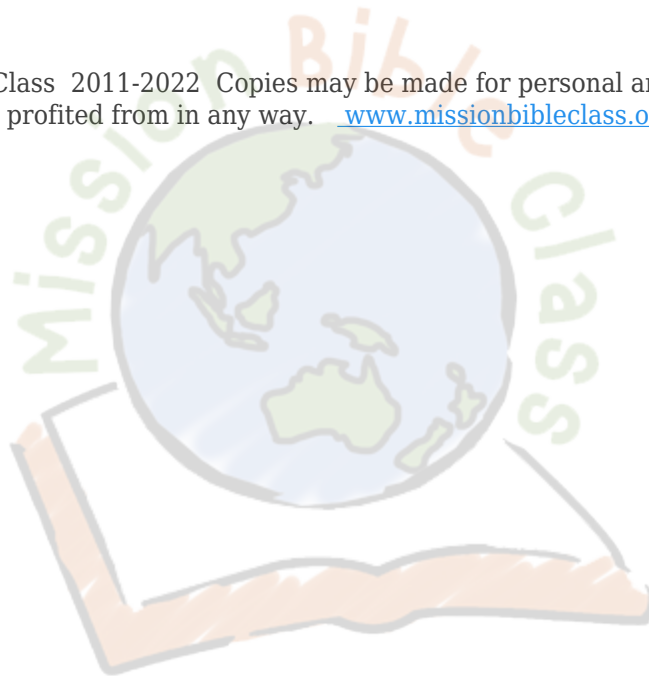 Mission Bible Class
Class 2011-2022 Copies may be made for personal
profited from in any way. www.missionbibleclass.o